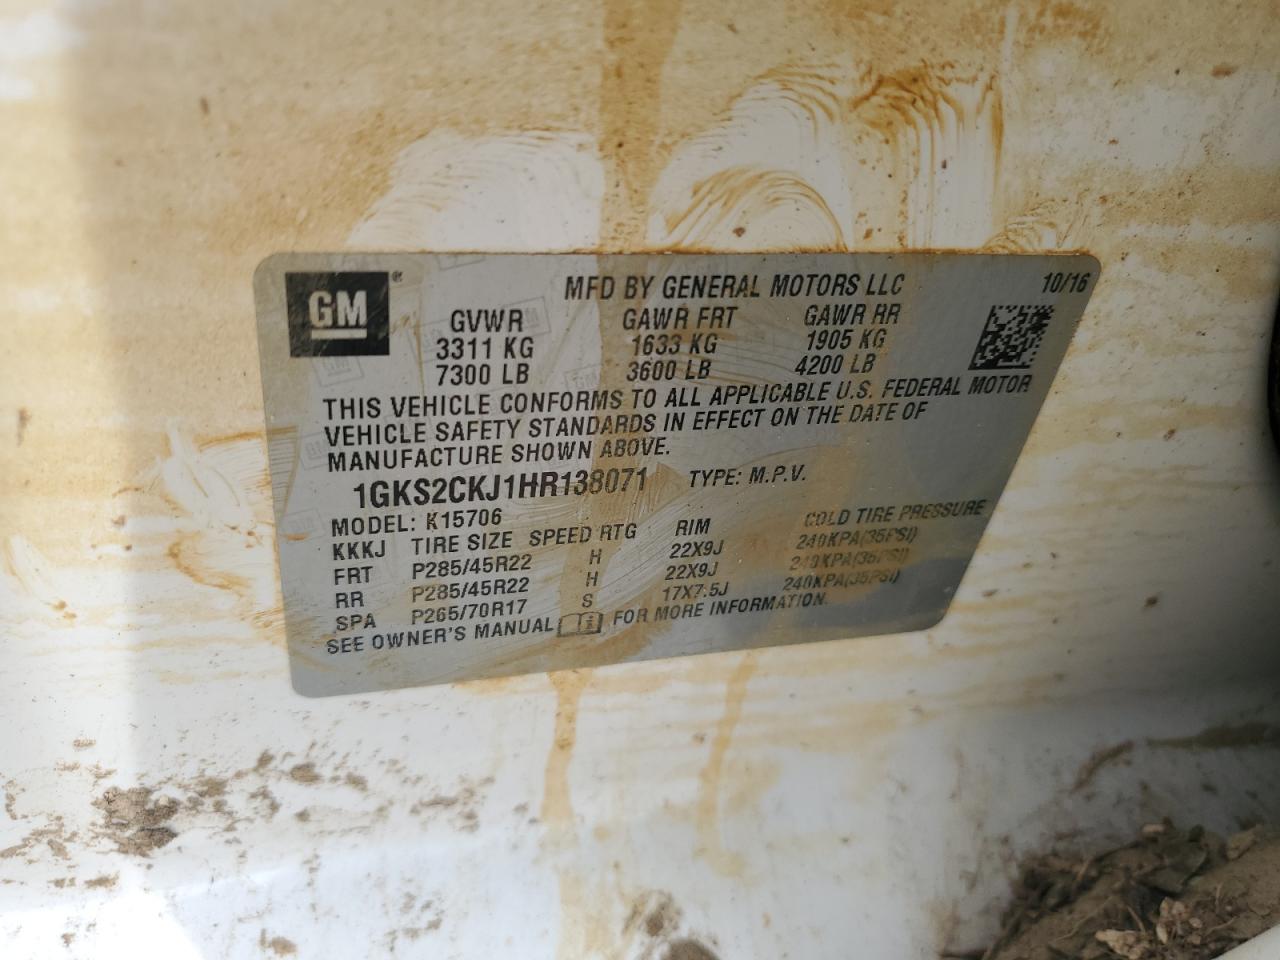 GM®
MFD BY GENERAL MOTORS LLC 10/16
GVWR GAWR FRT GAWR RR
3311 KG 1633 KG 1905 KG
7300 LB 3600 LB 4200 LB
THIS VEHICLE CONFORMS TO ALL APPLICABLE U.S. FEDERAL MOTOR
VEHICLE SAFETY STANDARDS IN EFFECT ON THE DATE OF
MANUFACTURE SHOWN ABOVE.
1GKS2CKJ1HR138071 TYPE: M.P.V.
MODEL: K15706
KKKJ TIRE SIZE SPEED RTG RIM COLD TIRE PRESSURE
FRT P285/45R22 H 22X9J 240KPA(35PSI)
RR P285/45R22 H 22X9J 240KPA(35PSI)
SPA P265/70R17 S 17X7.5J 240KPA(35PSI)
SEE OWNER'S MANUAL FOR MORE INFORMATION.